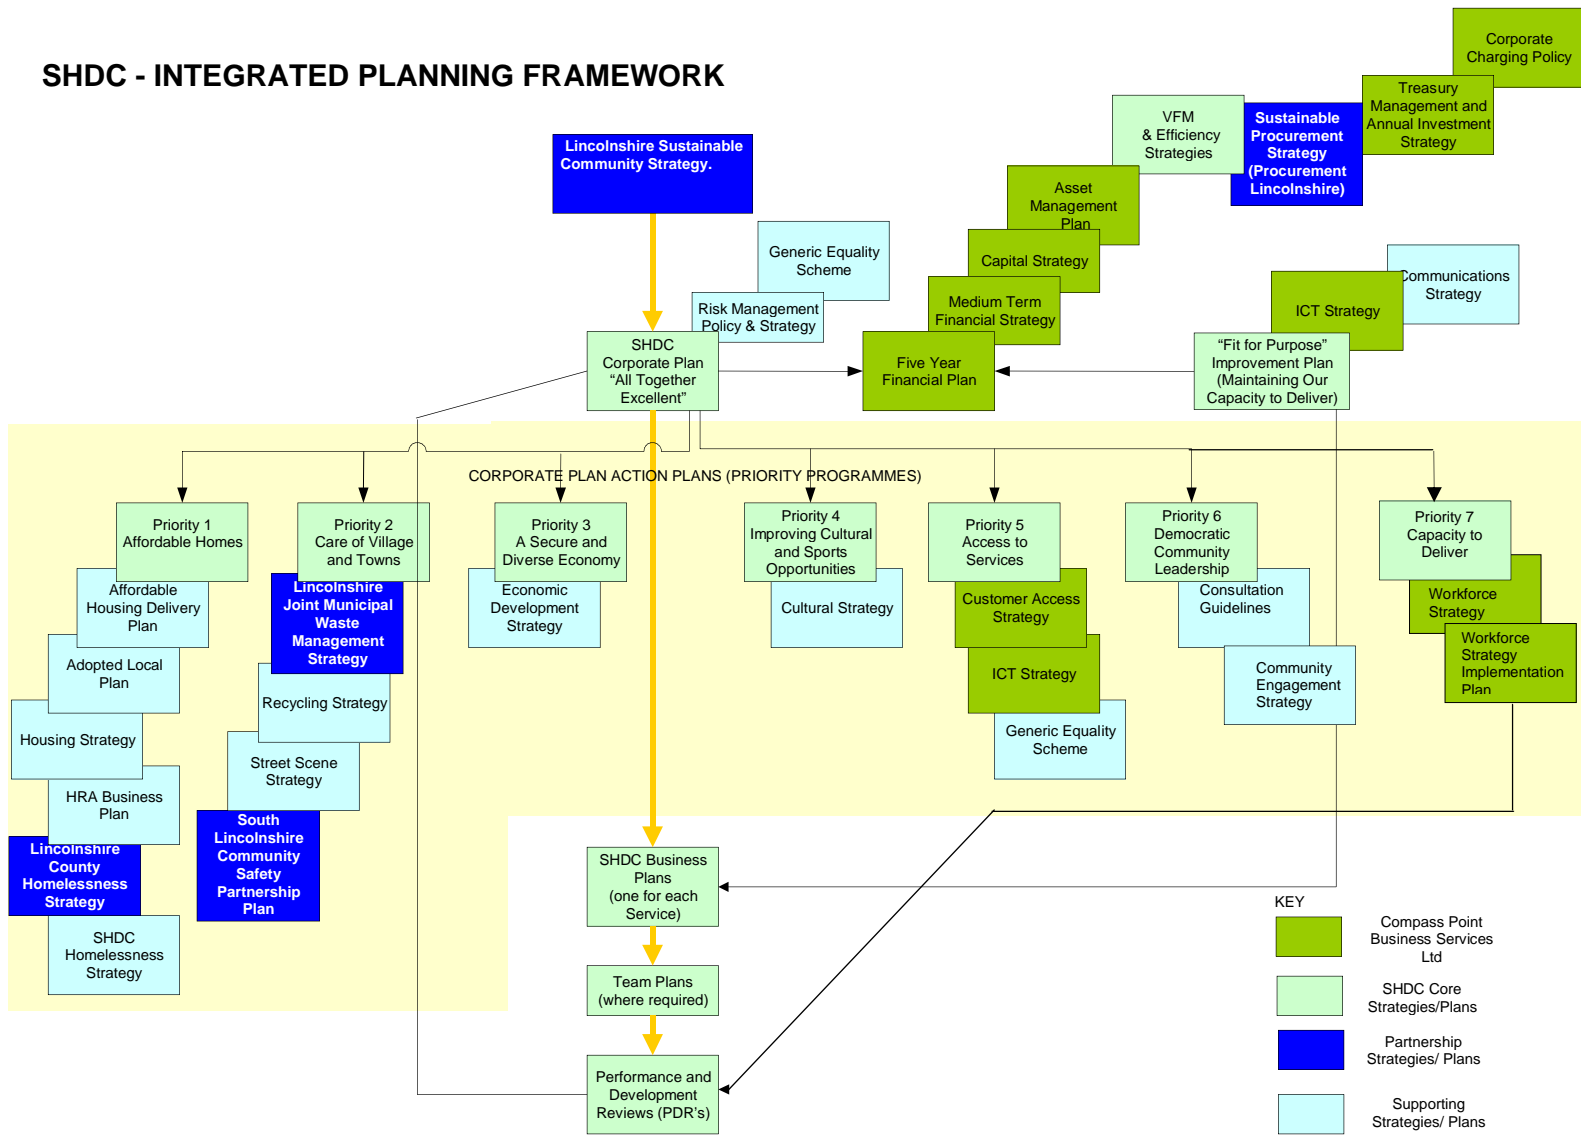 SHDC - INTEGRATED PLANNING FRAMEWORK
Corporate
Charging Policy
Treasury
Management and
Annual Investment
Strategy
Sustainable
Procurement
Strategy
(Procurement
Lincolnshire)
VFM
& Efficiency
Strategies
Asset
Management
Plan
Capital Strategy
Medium Term
Financial Strategy
Five Year
Financial Plan
Lincolnshire Sustainable
Community Strategy.
Generic Equality
Scheme
Risk Management
Policy & Strategy
SHDC
Corporate Plan
“All Together
Excellent”
Communications
Strategy
ICT Strategy
“Fit for Purpose”
Improvement Plan
(Maintaining Our
Capacity to Deliver)
CORPORATE PLAN ACTION PLANS (PRIORITY PROGRAMMES)
Priority 1
Affordable Homes
Affordable
Housing Delivery
Plan
Adopted Local
Plan
Housing Strategy
HRA Business
Plan
Lincolnshire
County
Homelessness
Strategy
SHDC
Homelessness
Strategy
Priority 2
Care of Village
and Towns
Lincolnshire
Joint Municipal
Waste
Management
Strategy
Recycling Strategy
Street Scene
Strategy
South
Lincolnshire
Community
Safety
Partnership
Plan
Priority 3
A Secure and
Diverse Economy
Economic
Development
Strategy
Priority 4
Improving Cultural
and Sports
Opportunities
Cultural Strategy
Priority 5
Access to
Services
Customer Access
Strategy
ICT Strategy
Generic Equality
Scheme
Priority 6
Democratic
Community
Leadership
Consultation
Guidelines
Community
Engagement
Strategy
Priority 7
Capacity to
Deliver
Workforce
Strategy
Workforce
Strategy
Implementation
Plan
SHDC Business
Plans
(one for each
Service)
Team Plans
(where required)
Performance and
Development
Reviews (PDR's)
KEY
Compass Point
Business Services
Ltd
SHDC Core
Strategies/Plans
Partnership
Strategies/ Plans
Supporting
Strategies/ Plans